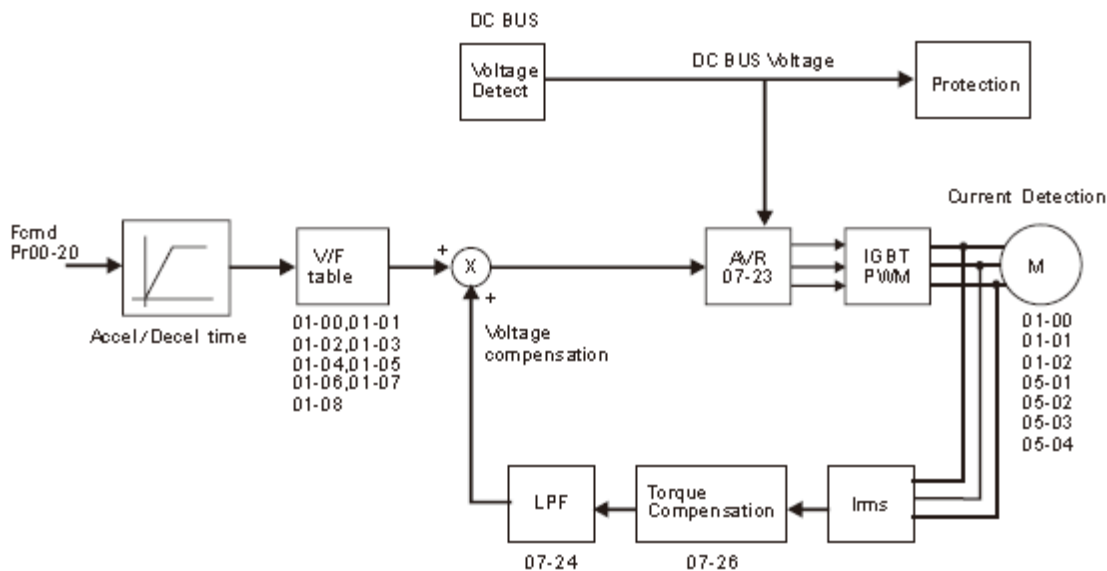 DC BUS
Voltage
Detect
DC BUS Voltage
Protection
Current Detection
Fcmd
Pr00-20
Accel/Decel time
V/F
table
01-00,01-01
01-02,01-03
01-04,01-05
01-06,01-07
01-08
+
X
+
Voltage
compensation
AVR
07-23
IGBT
PWM
M
01-00
01-01
01-02
05-01
05-02
05-03
05-04
LPF
07-24
Torque
Compensation
07-26
Irms